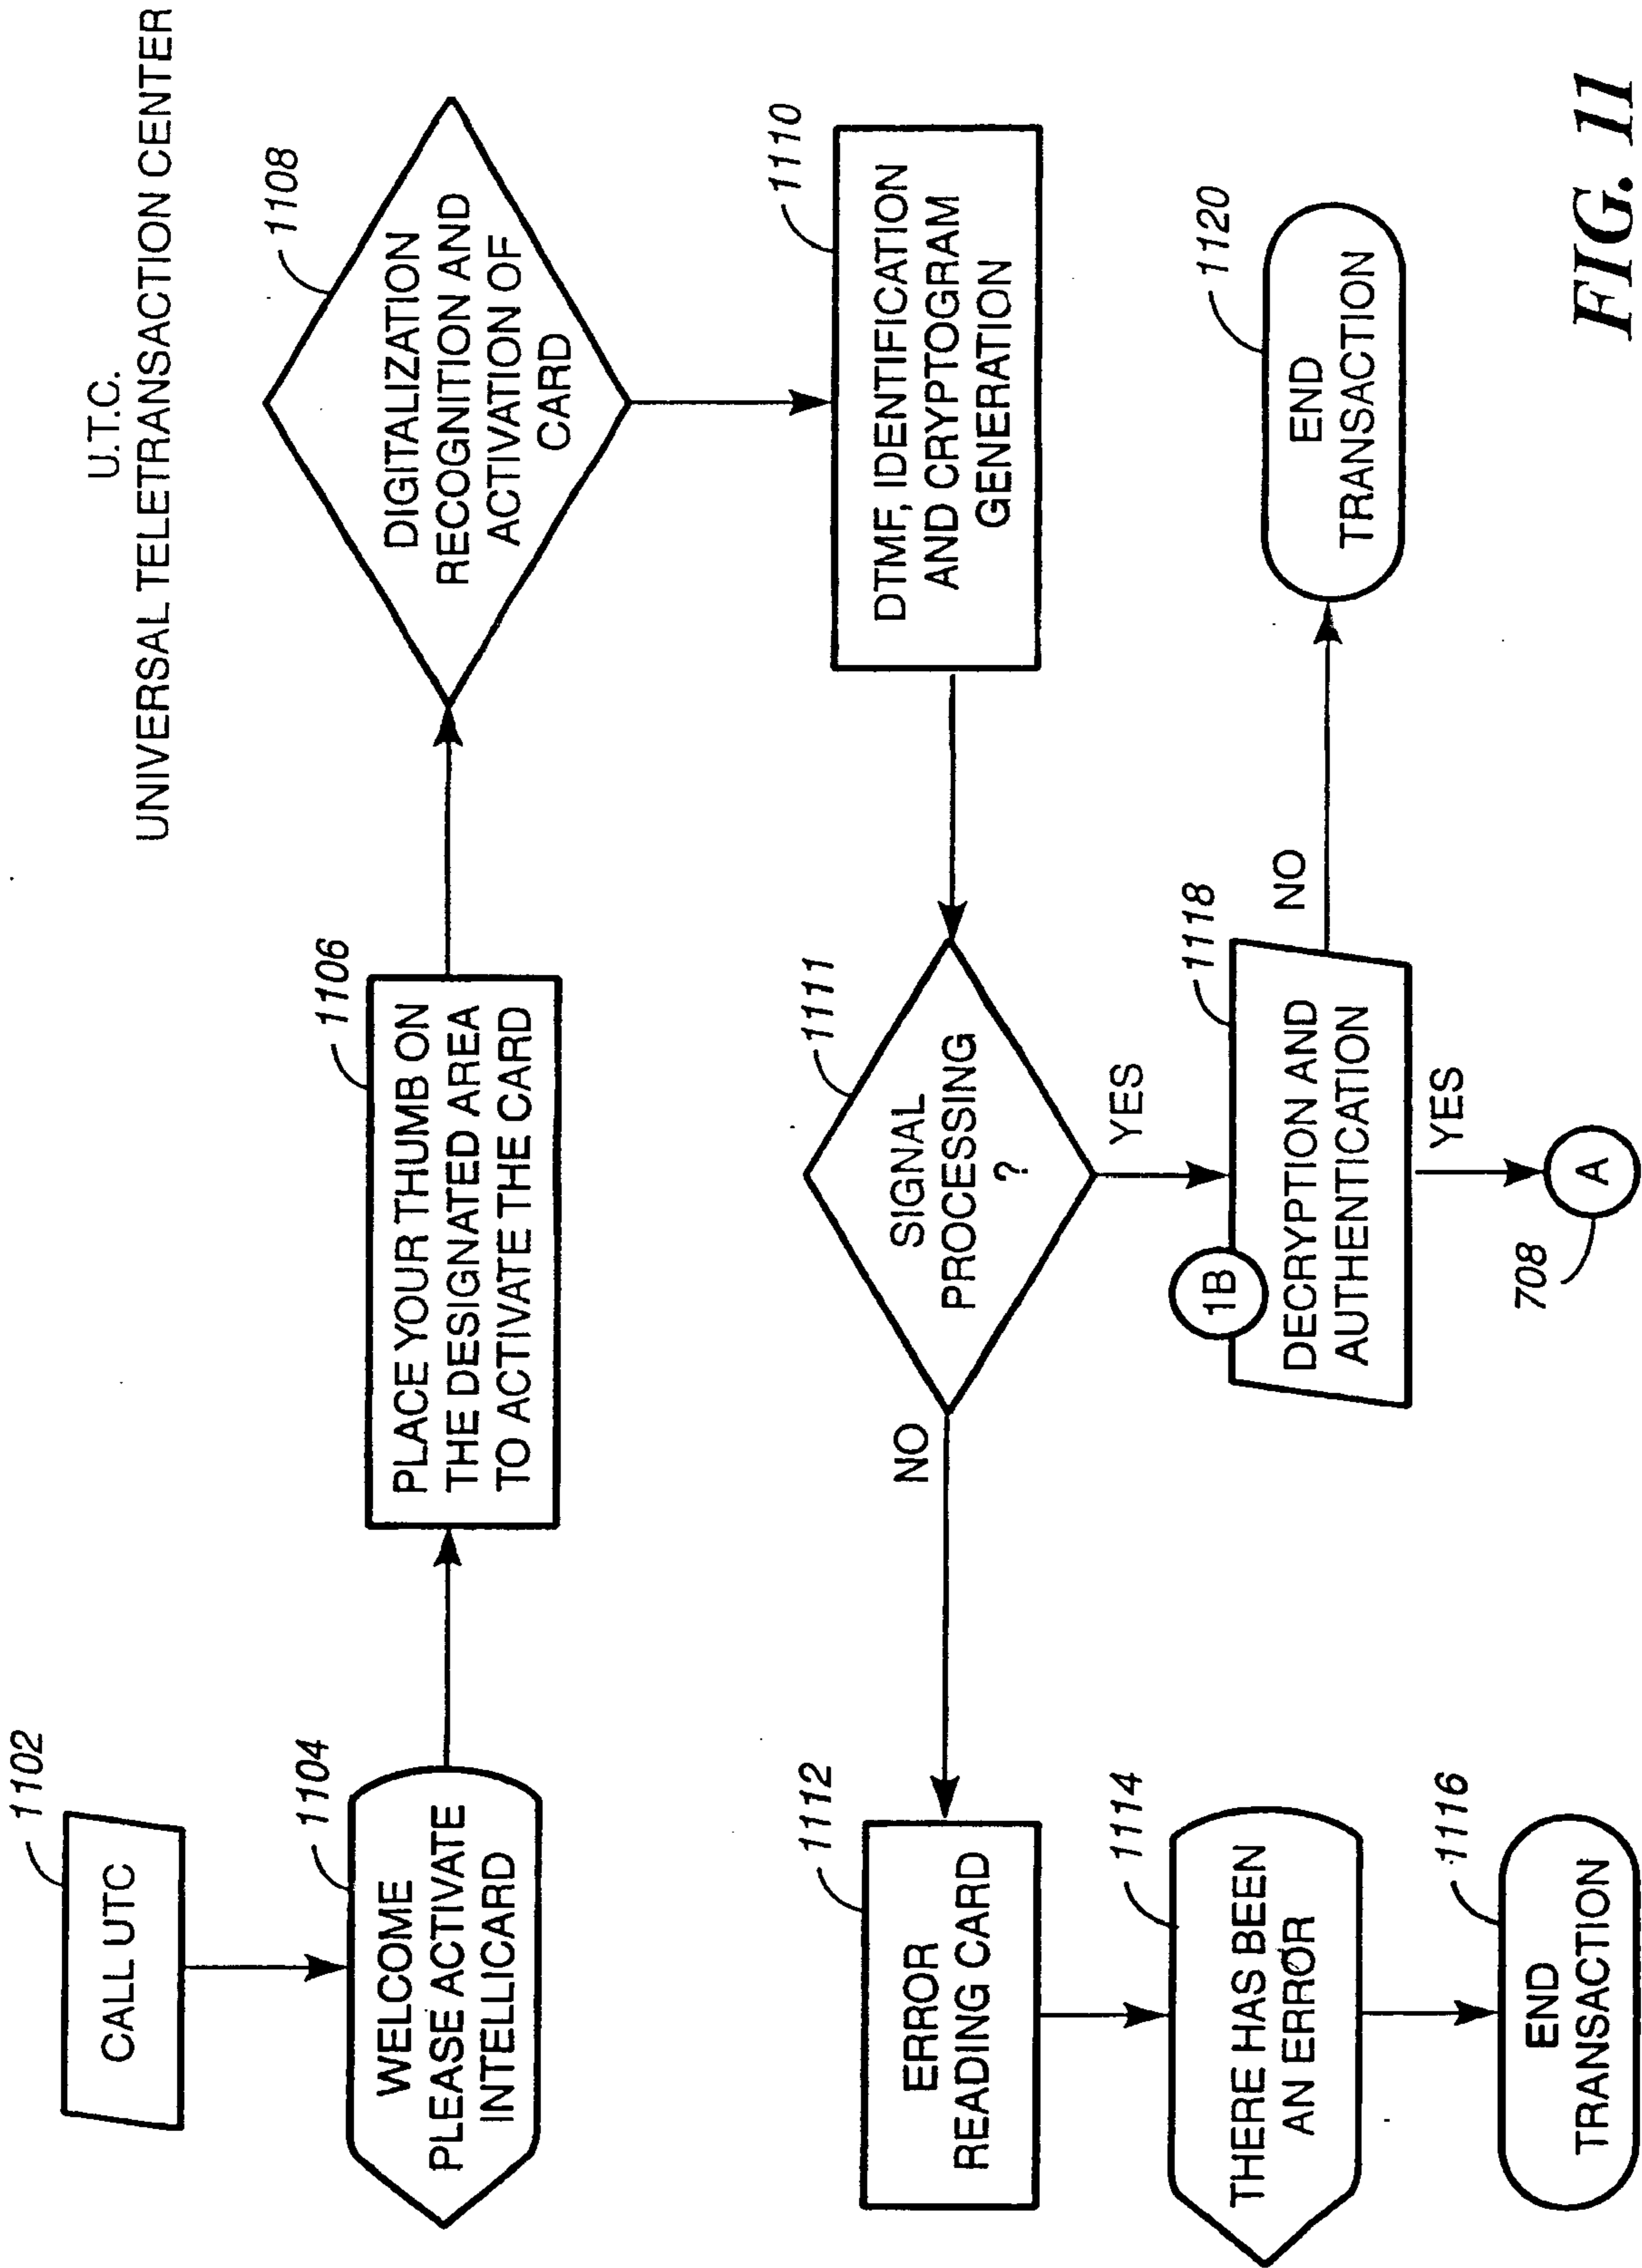 U.T.C.
UNIVERSAL TELETRANSACTION CENTER
1102
CALL UTC
1104
WELCOME
PLEASE ACTIVATE
INTELLICARD
1106
PLACE YOUR THUMB ON
THE DESIGNATED AREA
TO ACTIVATE THE CARD
1108
DIGITALIZATION
RECOGNITION AND
ACTIVATION OF
CARD
1110
DTMF, IDENTIFICATION
AND CRYPTOGRAM
GENERATION
1111
SIGNAL
PROCESSING
?
NO
YES
1112
ERROR
READING CARD
1114
THERE HAS BEEN
AN ERROR
1116
END
TRANSACTION
1B
1118
DECRYPTION AND
AUTHENTICATION
NO
YES
1120
END
TRANSACTION
708
A
FIG. 11